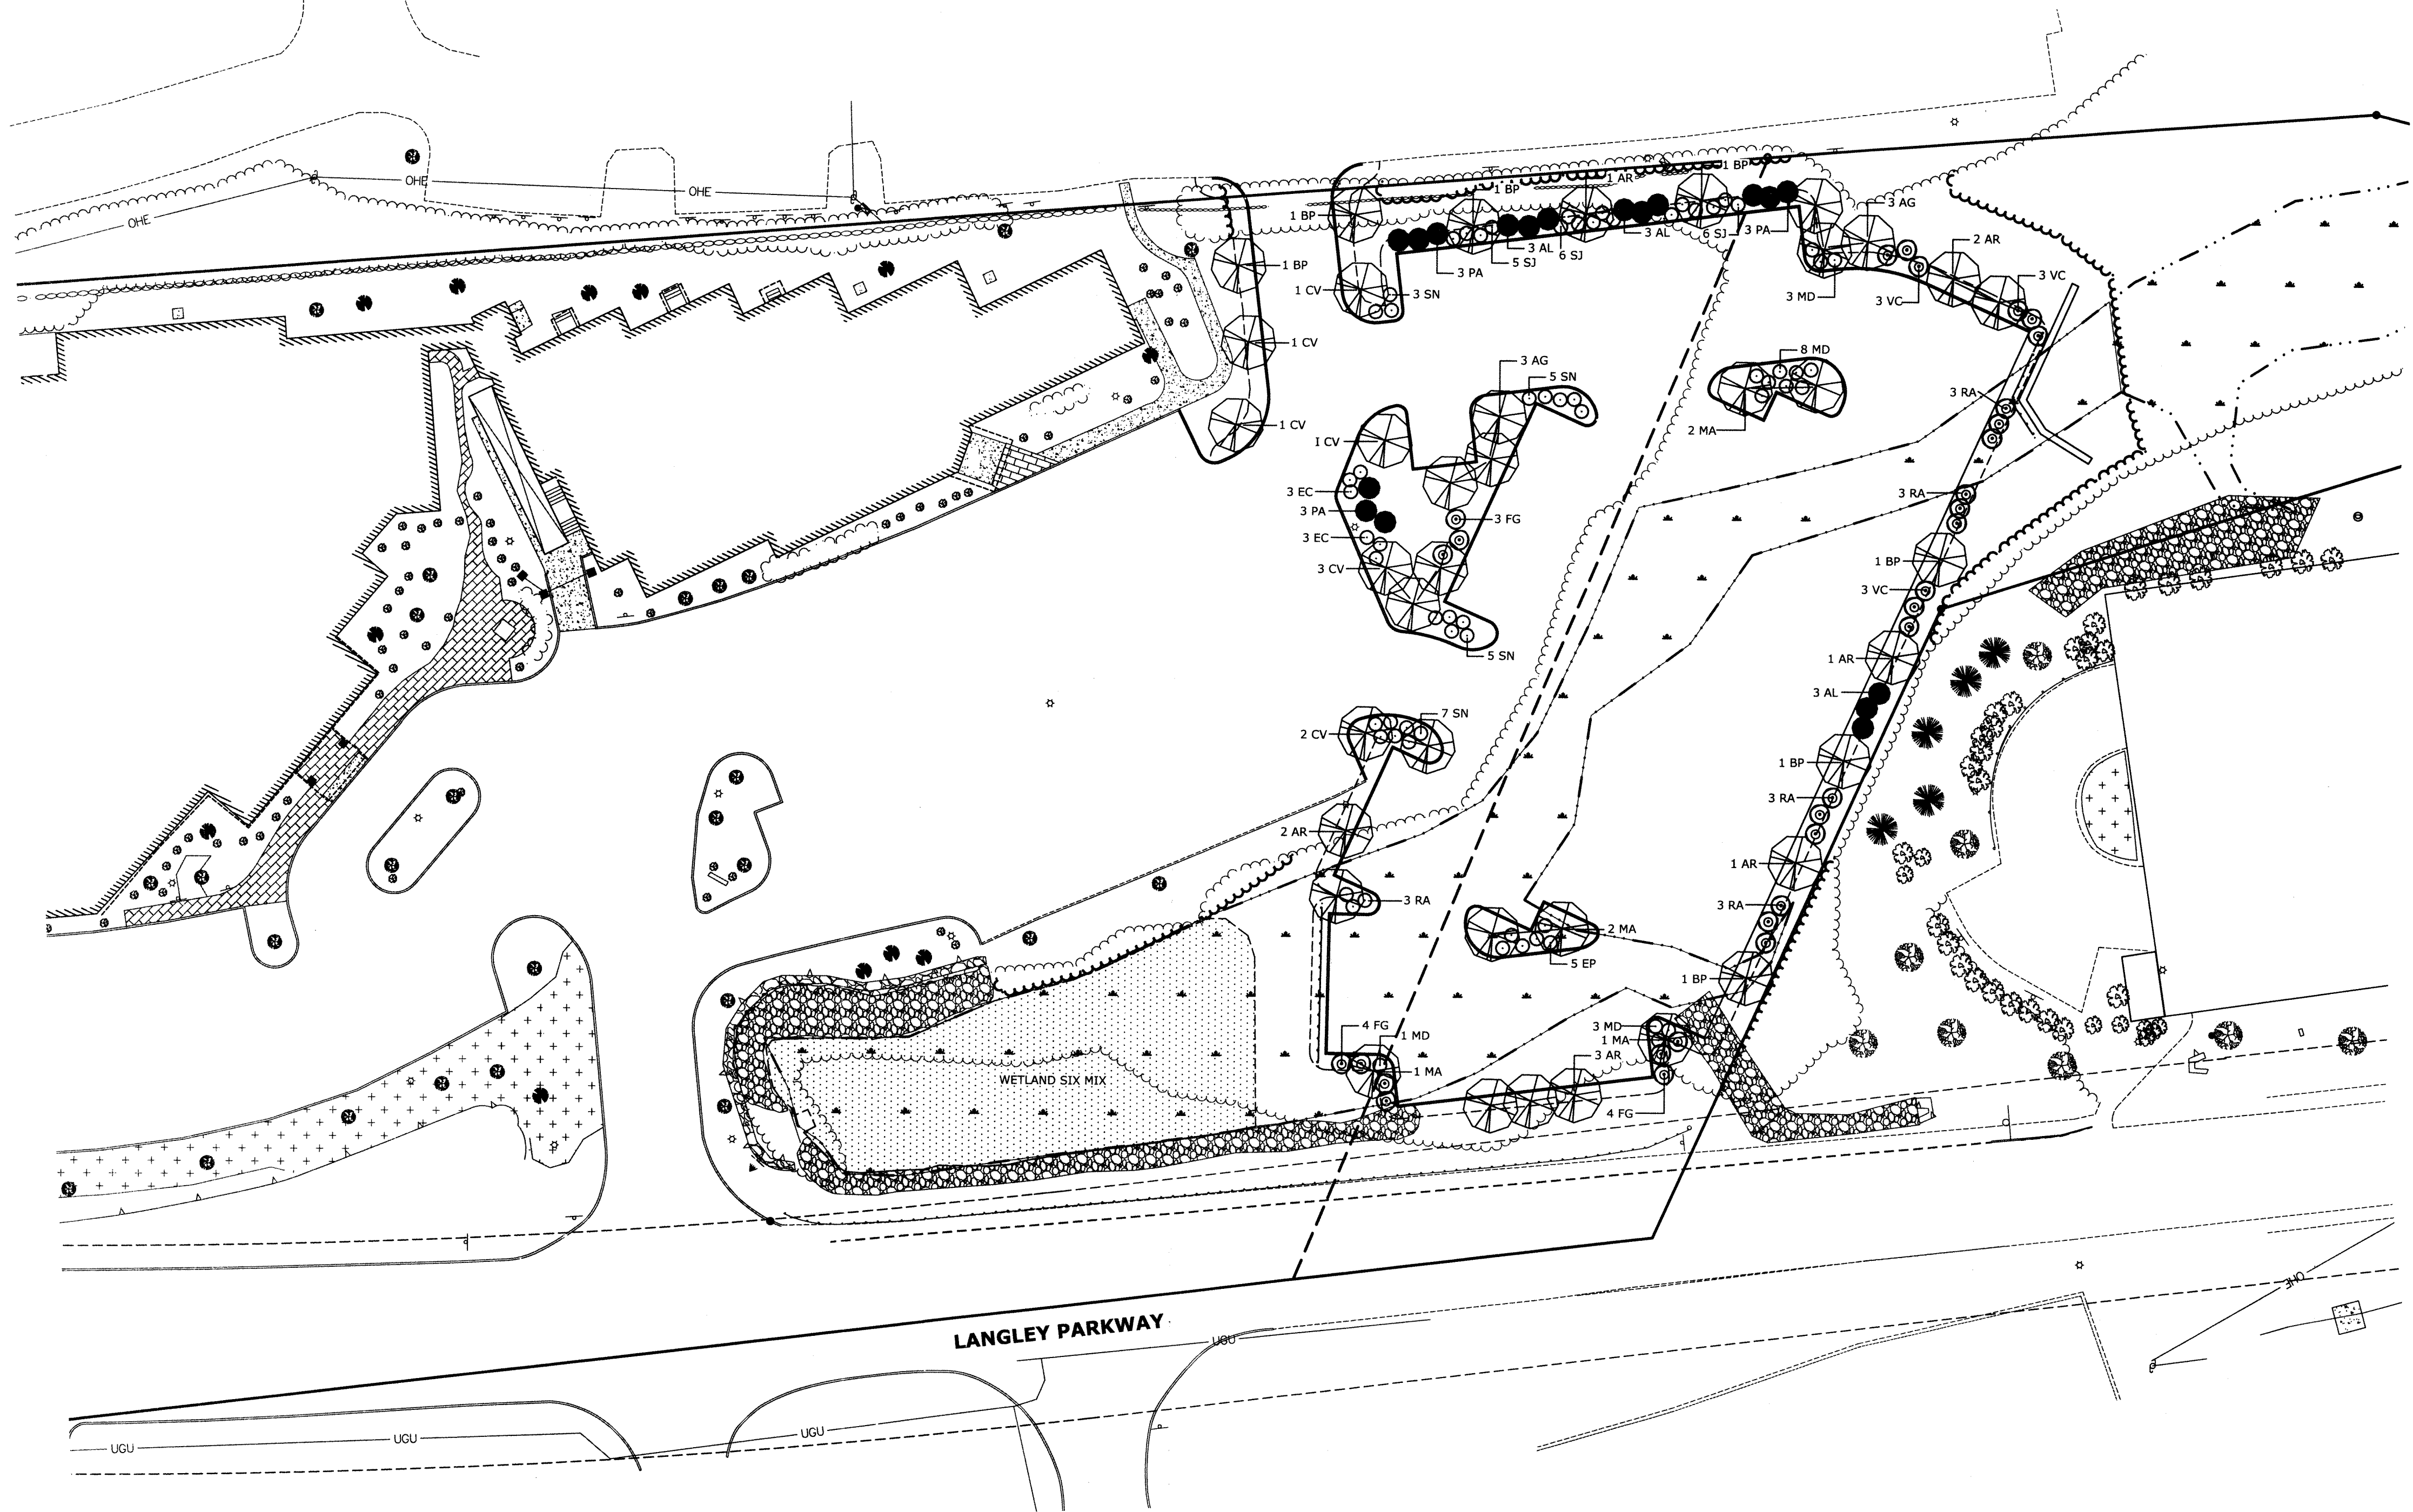 OHE
OHE
OHE
1 BP
1 AR
1 BP
1 BP
3 AG
6 SJ
3 PA
3 AL
2 AR
3 AL
6 SJ
5 SJ
1 BP
3 PA
3 VC
1 CV
3 SN
3 MD
3 VC
1 CV
8 MD
3 AG
5 SN
3 RA
1 CV
2 MA
I CV
3 EC
3 RA
3 PA
3 FG
3 EC
1 BP
3 CV
3 VC
5 SN
1 AR
3 AL
7 SN
2 CV
1 BP
3 RA
2 AR
1 AR
3 RA
3 RA
2 MA
5 EP
1 BP
4 FG
3 MD
1 MD
1 MA
3 AR
1 MA
WETLAND SIX MIX
4 FG
OHE
LANGLEY PARKWAY
UGU
UGU
UGU
UGU